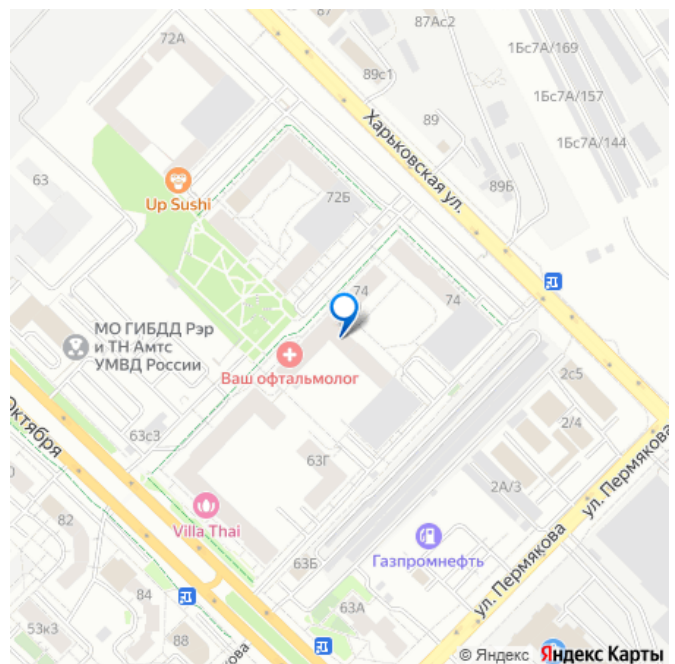 87
87Ас2
72А
1Бс7А/169
89с1
1Бс7А/157
Харьковская ул.
89
1Бс7А/144
63
89Б
Up Sushi
72Б
74
74
МО ГИБДД Рэр
и ТН Амтс
УМВД России
Ваш офтальмолог
2с5
Октября
63с3
2/4
63Г
ул. Пермякова
2А/3
82
Villa Thai
Газпромнефть
63Б
ул. Пермякова
84
63А
53к3
88
© Яндекс Яндекс Карты